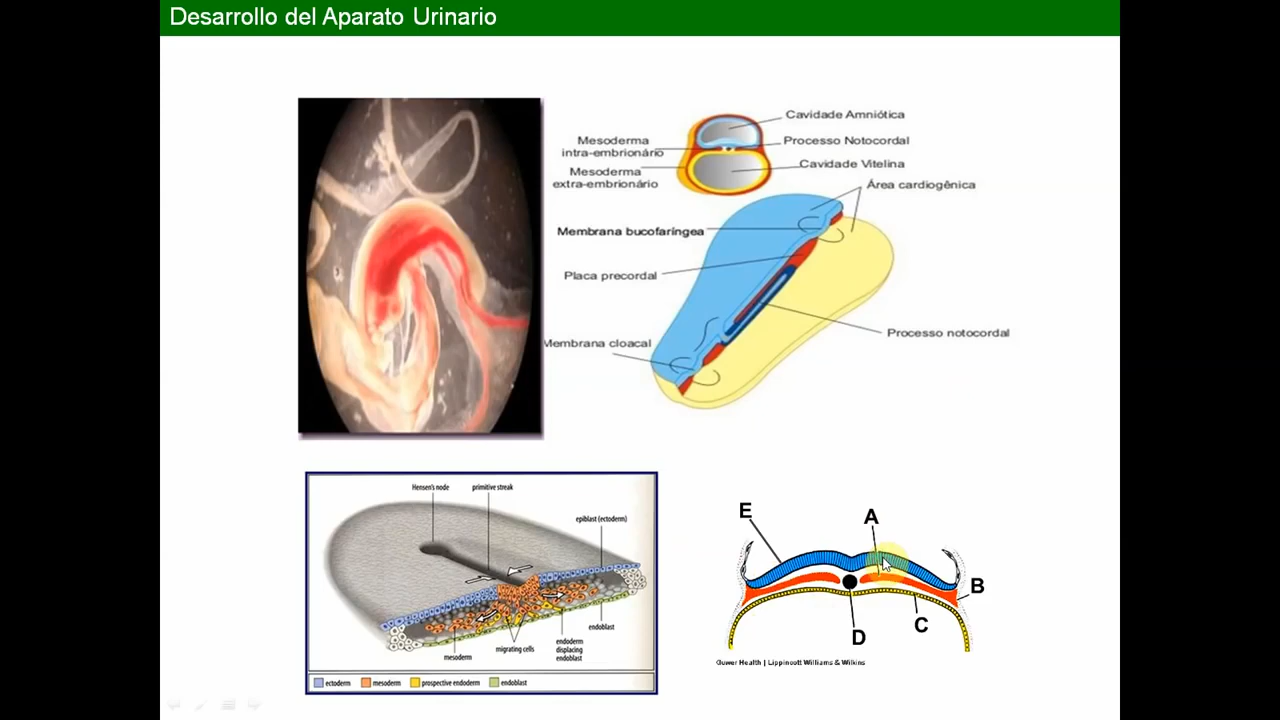 Desarrollo del Aparato Urinario
Cavidade Amniótica
Mesoderma
intra-embrionário
Processo Notocordal
Cavidade Vitelina
Mesoderma
extra-embrionário
Área cardiogênica
Membrana bucofaríngea
Placa precordal
Processo notocordal
Membrana cloacal
Hensen's node
primitive streak
epiblast (ectoderm)
endoblast
endoderm
displacing
endoblast
migrating cells
mesoderm
ectoderm
mesoderm
prospective endoderm
endoblast
E
A
B
C
D
Guwer Health | Lippincott Williams & Wilkins